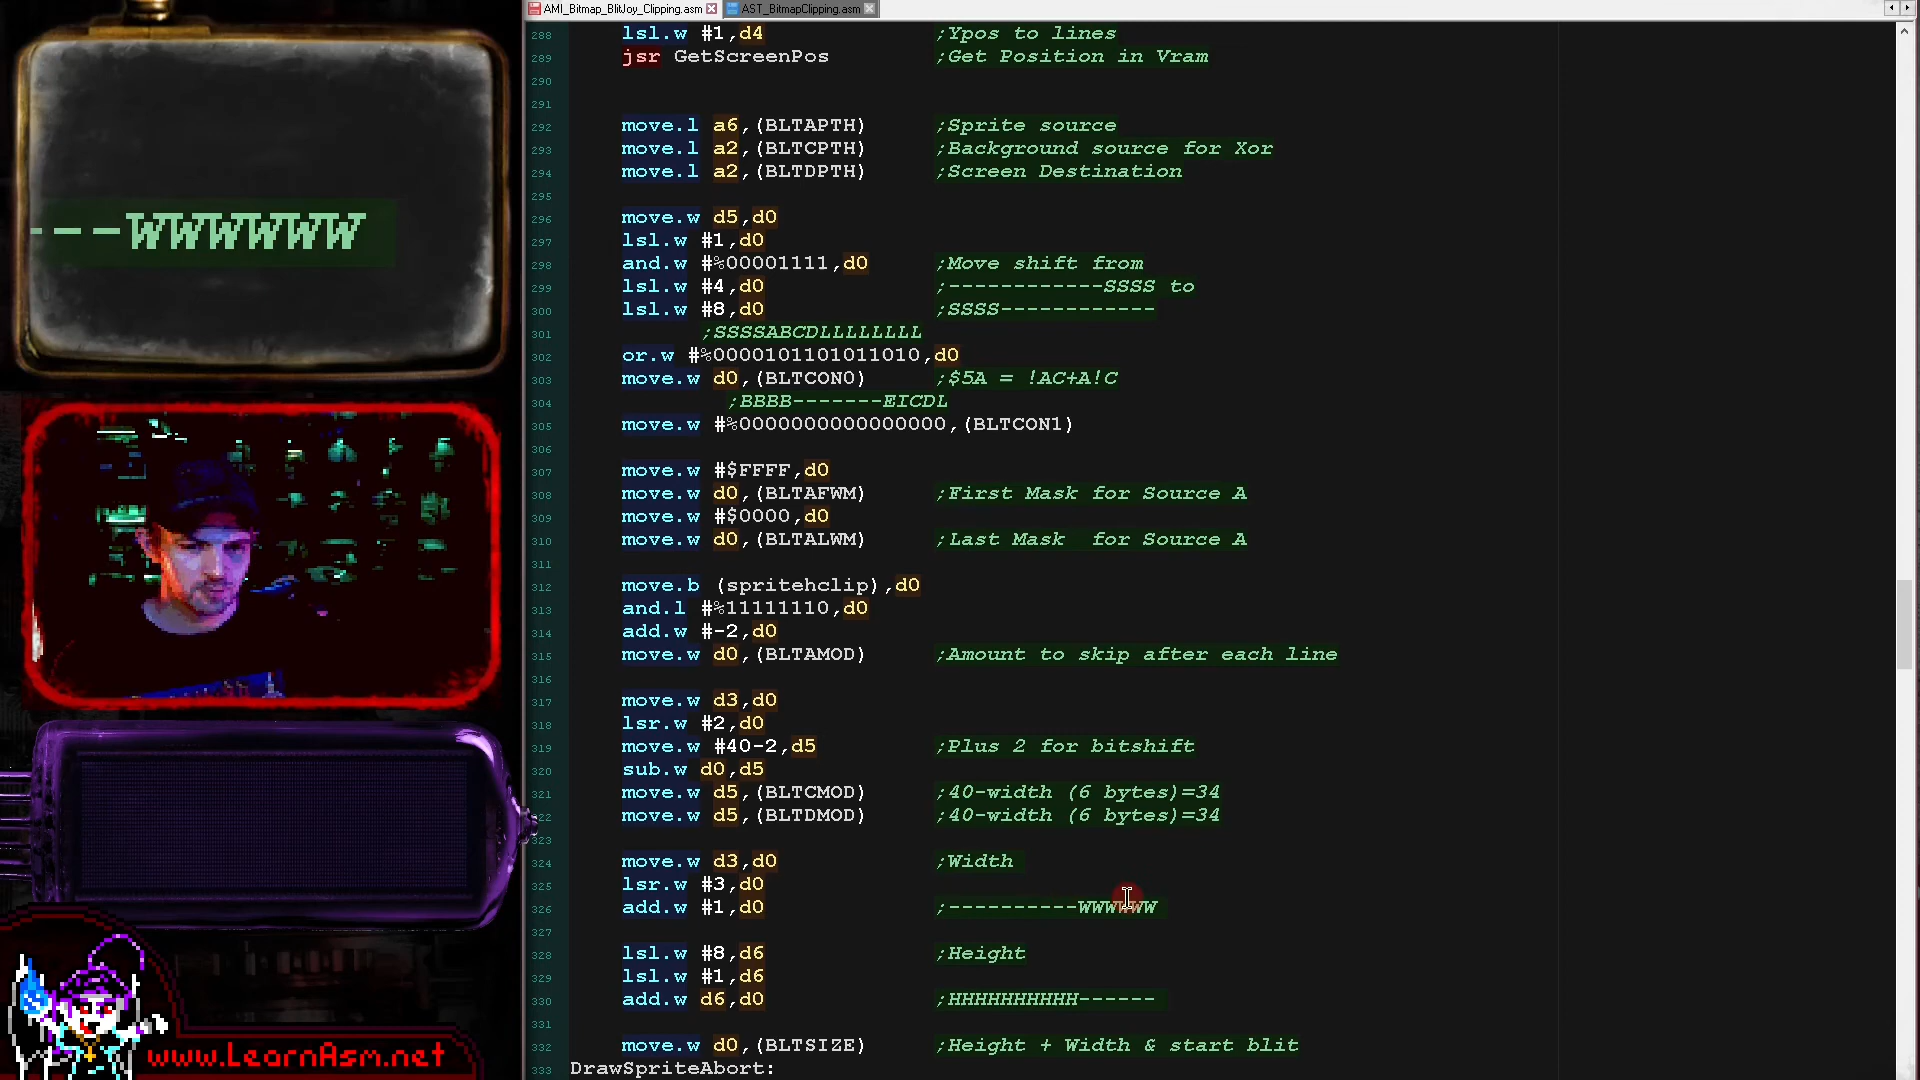 AMI_Bitmap_BlitJoy_Clipping.asm AST_BitmapClipping.asm
288 lsl.w #1,d4 ;Ypos to lines
289 jsr GetScreenPos ;Get Position in Vram
290
291
292 move.l a6,(BLTAPTH) ;Sprite source
293 move.l a2,(BLTCPTH) ;Background source for Xor
294 move.l a2,(BLTDPTH) ;Screen Destination
295
296 move.w d5,d0
297 lsl.w #1,d0
298 and.w #%00001111,d0 ;Move shift from
299 lsl.w #4,d0 ;------------SSSS to
300 lsl.w #8,d0 ;SSSS------------
301 ;SSSSABCDLLLLLLLL
302 or.w #%0000101101011010,d0
303 move.w d0,(BLTCON0) ;$5A = !AC+A!C
304 ;BBBB-------EICDL
305 move.w #%0000000000000000,(BLTCON1)
306
307 move.w #$FFFF,d0
308 move.w d0,(BLTAFWM) ;First Mask for Source A
309 move.w #$0000,d0
310 move.w d0,(BLTALWM) ;Last Mask  for Source A
311
312 move.b (spritehclip),d0
313 and.l #%11111110,d0
314 add.w #-2,d0
315 move.w d0,(BLTAMOD) ;Amount to skip after each line
316
317 move.w d3,d0
318 lsr.w #2,d0
319 move.w #40-2,d5 ;Plus 2 for bitshift
320 sub.w d0,d5
321 move.w d5,(BLTCMOD) ;40-width (6 bytes)=34
322 move.w d5,(BLTDMOD) ;40-width (6 bytes)=34
323
324 move.w d3,d0 ;Width
325 lsr.w #3,d0
326 add.w #1,d0 ;----------WWWWWW
327
328 lsl.w #8,d6 ;Height
329 lsl.w #1,d6
330 add.w d6,d0 ;HHHHHHHHHH------
331
332 move.w d0,(BLTSIZE) ;Height + Width & start blit
333 DrawSpriteAbort:
---WWWWWW
www.LearnAsm.net